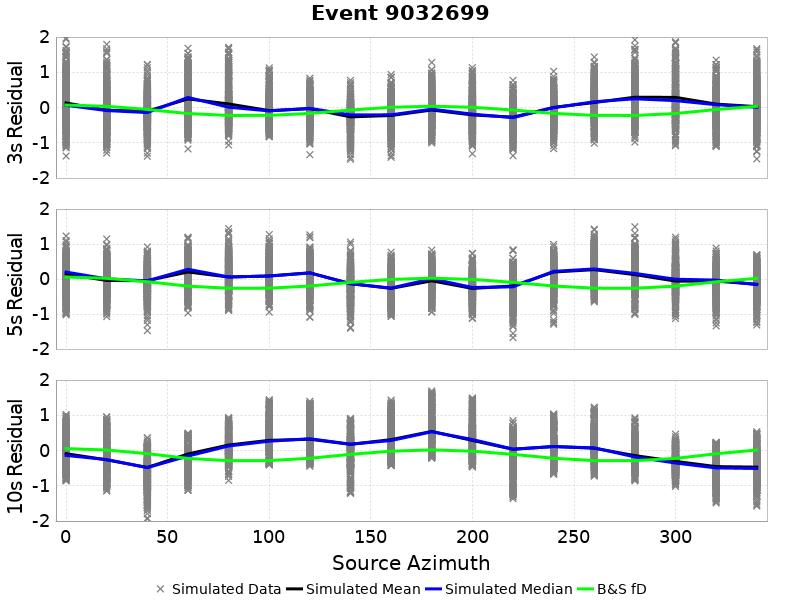 Event 9032699
3s Residual
2
1
0
-1
-2
5s Residual
2
1
0
-1
-2
10s Residual
2
1
0
-1
-2
0 50 100 150 200 250 300
Source Azimuth
Simulated Data Simulated Mean Simulated Median B&S fD